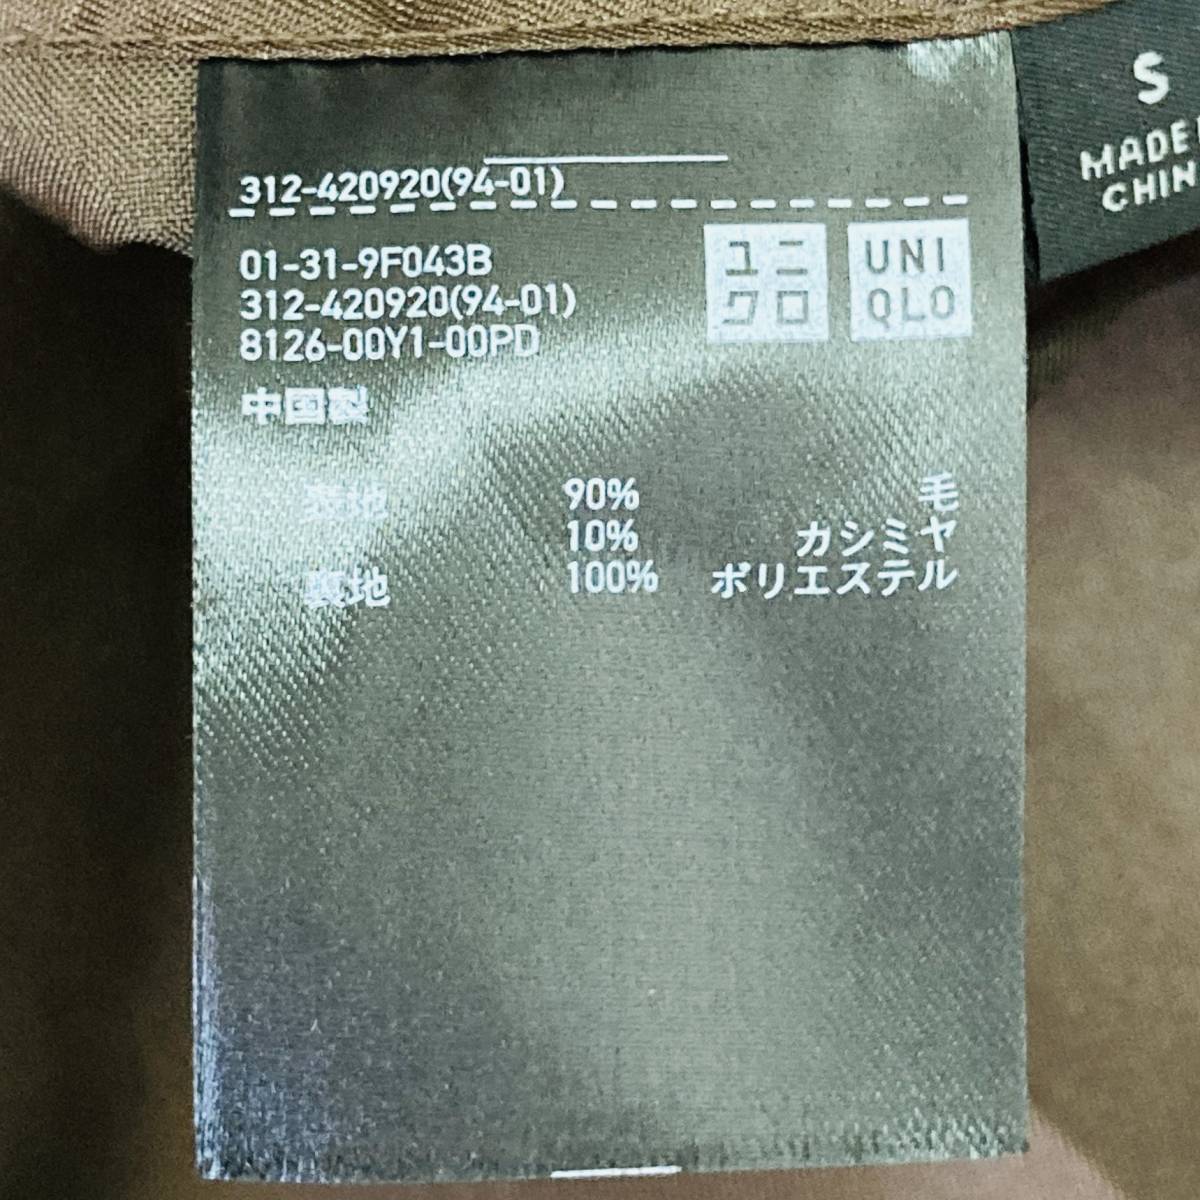 S
MADE
CHIN
312-420920(94-01)
01-31-9F043B
312-420920(94-01)
8126-00Y1-00PD
ユニ
クロ
UNI
QLO
中国製
表地 90% 毛
10% カシミヤ
裏地 100% ポリエステル